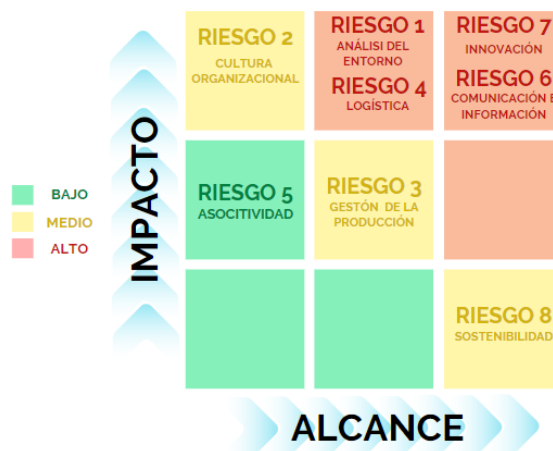 RIESGO 2
CULTURA
ORGANIZACIONAL
RIESGO 1
ANÁLISI DEL
ENTORNO
RIESGO 4
LOGÍSTICA
RIESGO 7
INNOVACIÓN
RIESGO 6
COMUNICACIÓN E
INFORMACIÓN
IMPACTO
BAJO
MEDIO
ALTO
RIESGO 5
ASOCITIVIDAD
RIESGO 3
GESTIÓN DE LA
PRODUCCIÓN
RIESGO 8
SOSTENIBILIDAD
ALCANCE